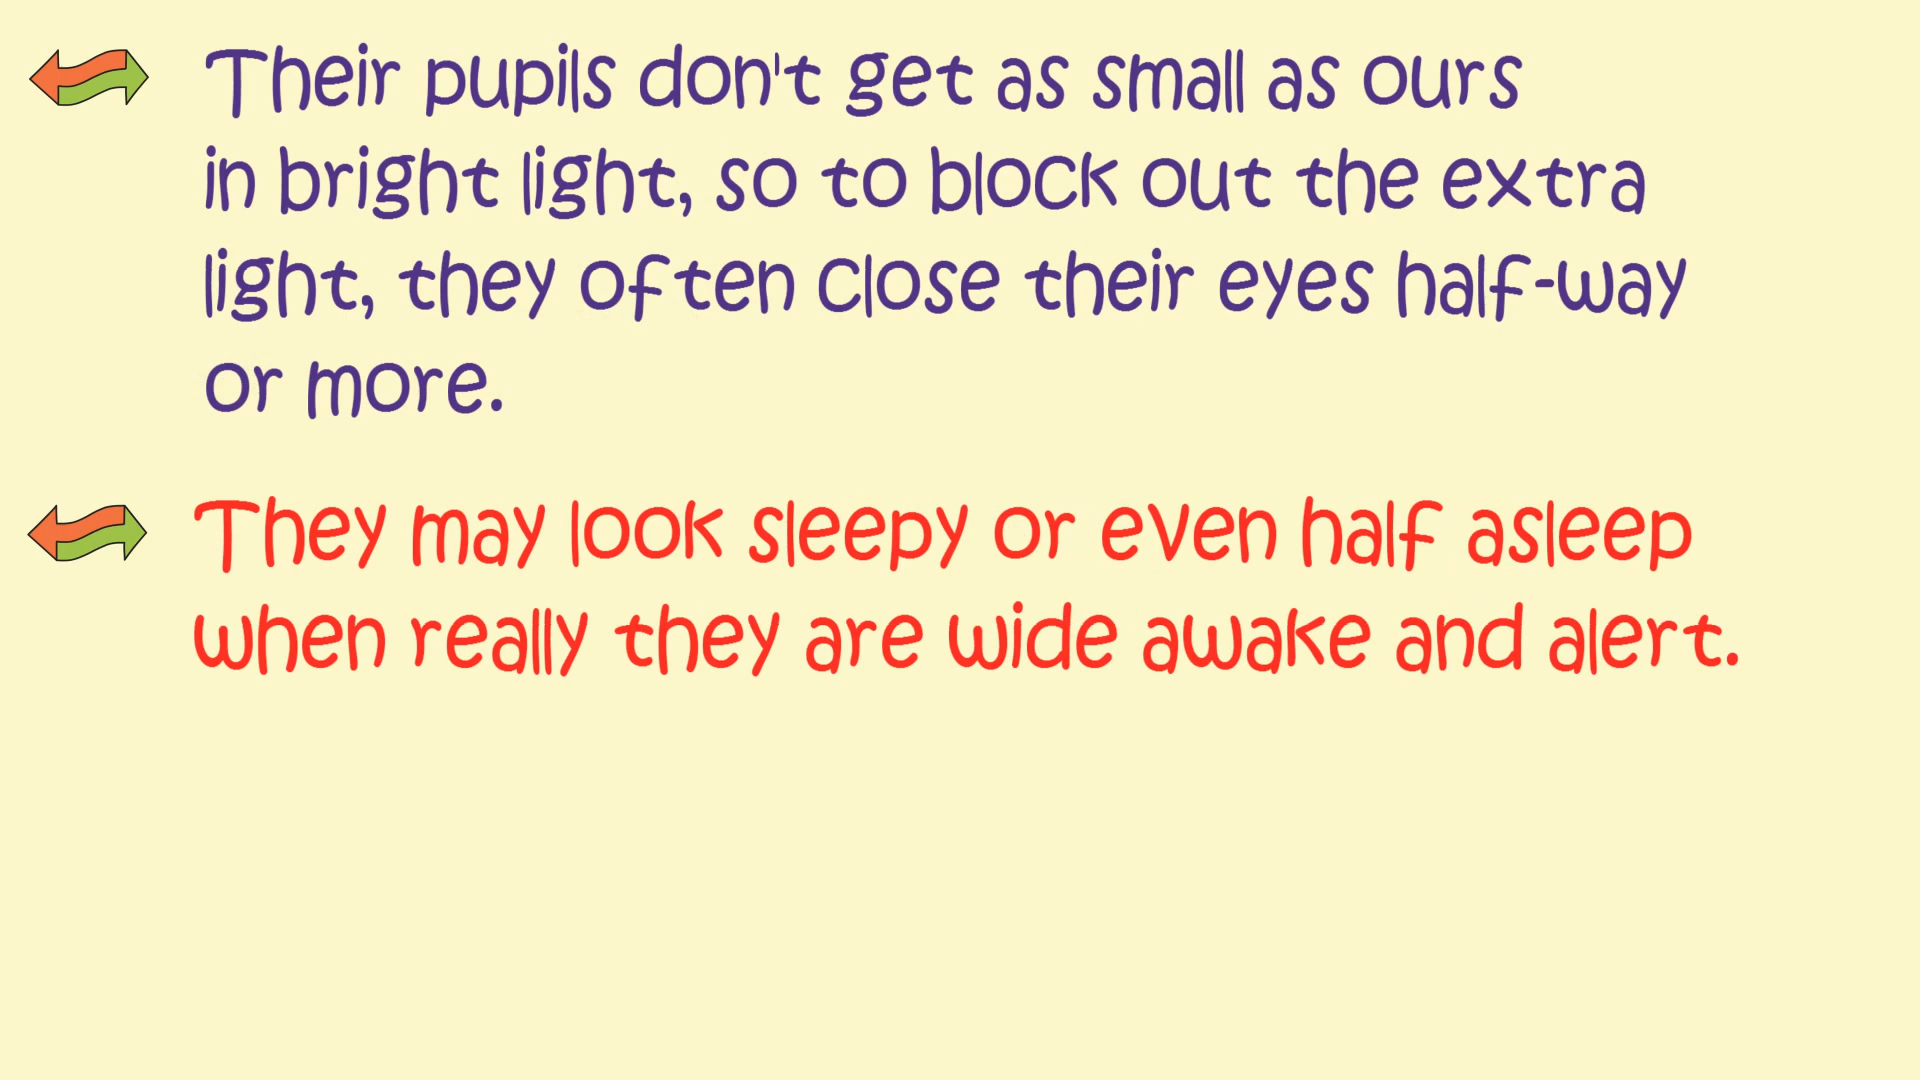 Their pupils don't get as small as ours
in bright light, so to block out the extra
light, they often close their eyes half-way
or more.
They may look sleepy or even half asleep
when really they are wide awake and alert.